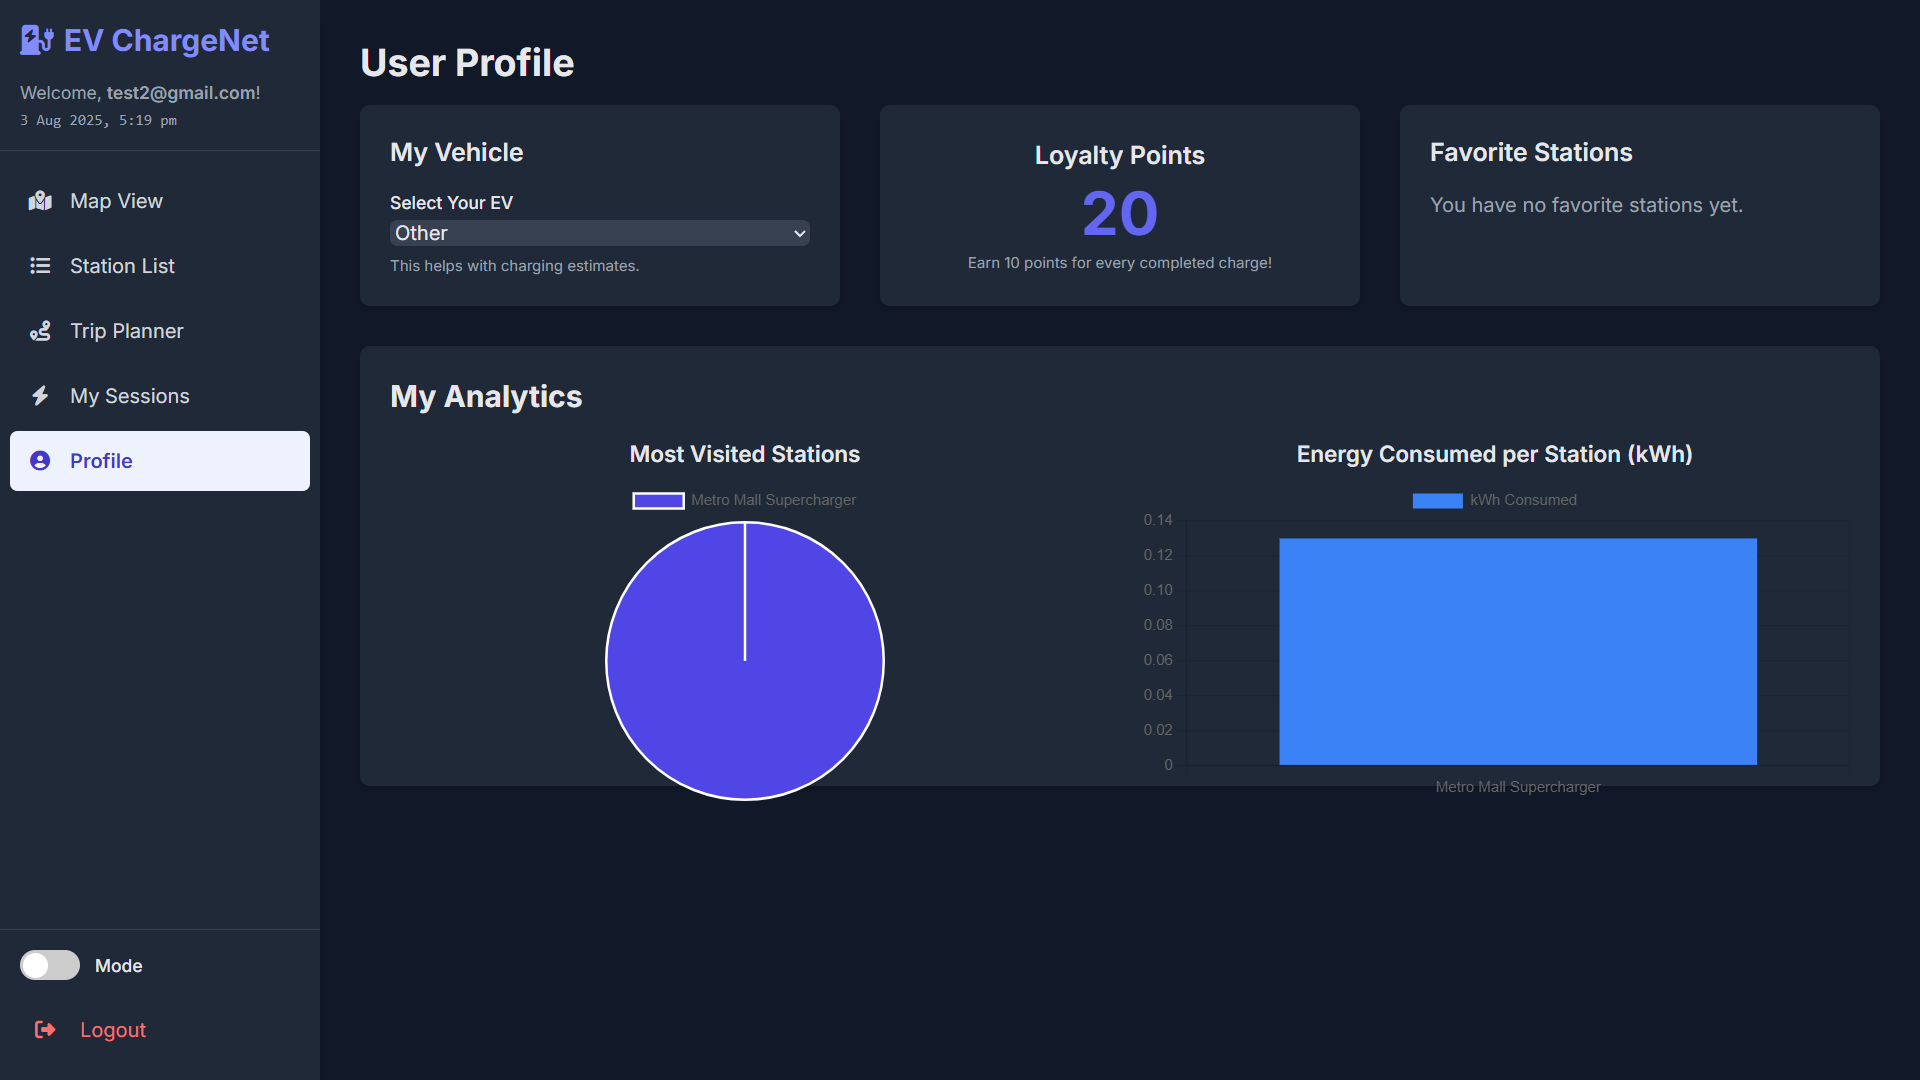 EV ChargeNet
Welcome, test2@gmail.com!
3 Aug 2025, 5:19 pm
Map View
Station List
Trip Planner
My Sessions
Profile
Mode
Logout
User Profile
My Vehicle
Select Your EV
Other
This helps with charging estimates.
Loyalty Points
20
Earn 10 points for every completed charge!
Favorite Stations
You have no favorite stations yet.
My Analytics
Most Visited Stations
Metro Mall Supercharger
Energy Consumed per Station (kWh)
kWh Consumed
0.14
0.12
0.10
0.08
0.06
0.04
0.02
0
Metro Mall Supercharger